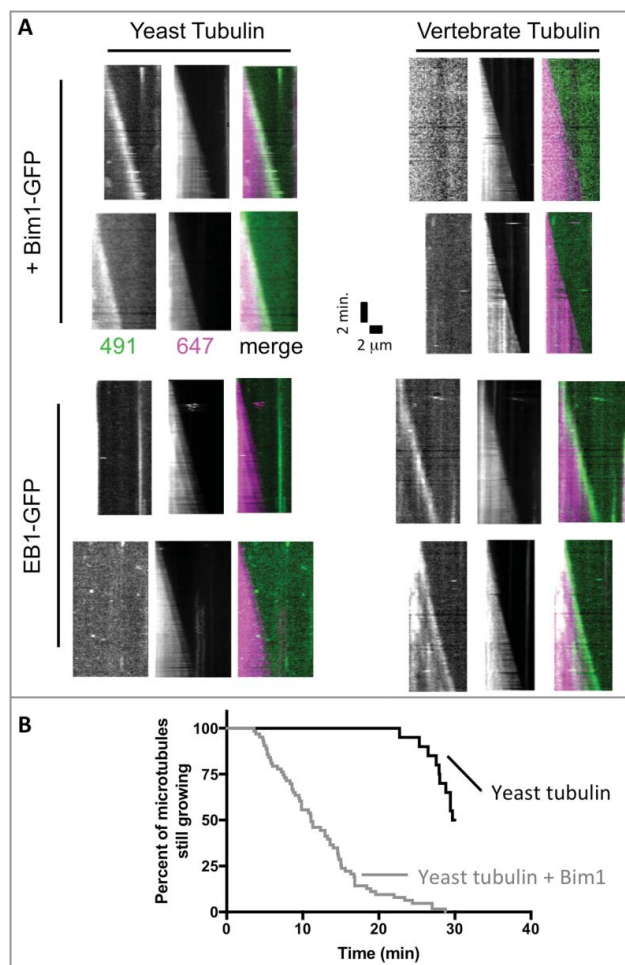 A
Yeast Tubulin
Vertebrate Tubulin
+ Bim1-GFP
491
647
merge
2 min.
2 μm
EB1-GFP
B
Percent of microtubules
still growing
100
75
50
25
0
Yeast tubulin
Yeast tubulin + Bim1
0
10
20
30
40
Time (min)